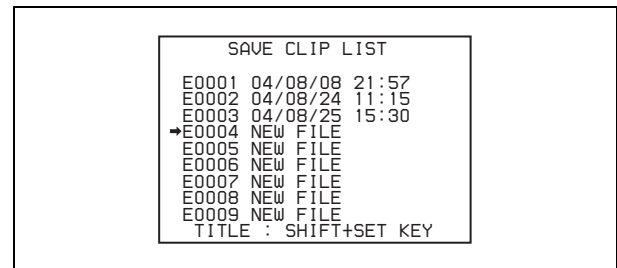 SAVE CLIP LIST
E0001 04/08/08 21:57
E0002 04/08/24 11:15
E0003 04/08/25 15:30
➡E0004 NEW FILE
E0005 NEW FILE
E0006 NEW FILE
E0007 NEW FILE
E0008 NEW FILE
E0009 NEW FILE
TITLE : SHIFT+SET KEY